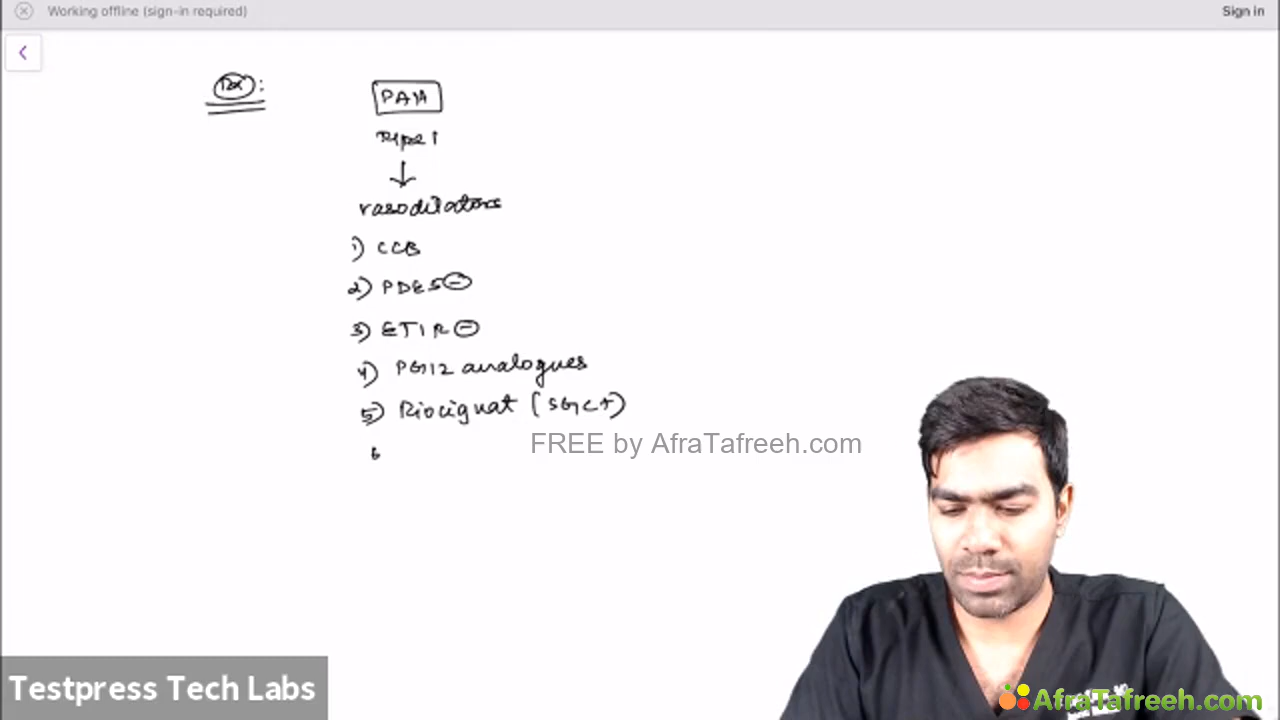 Working offline (sign-in required)
Sign in
Rx :
PAH
Type 1
vasodilators
1) CCB
2) PDE5 -
3) ET1R -
4) PGI2 analogues
5) Riociguat (SGC+)
6
FREE by AfraTafreeh.com
Testpress Tech Labs
AfraTafreeh.com